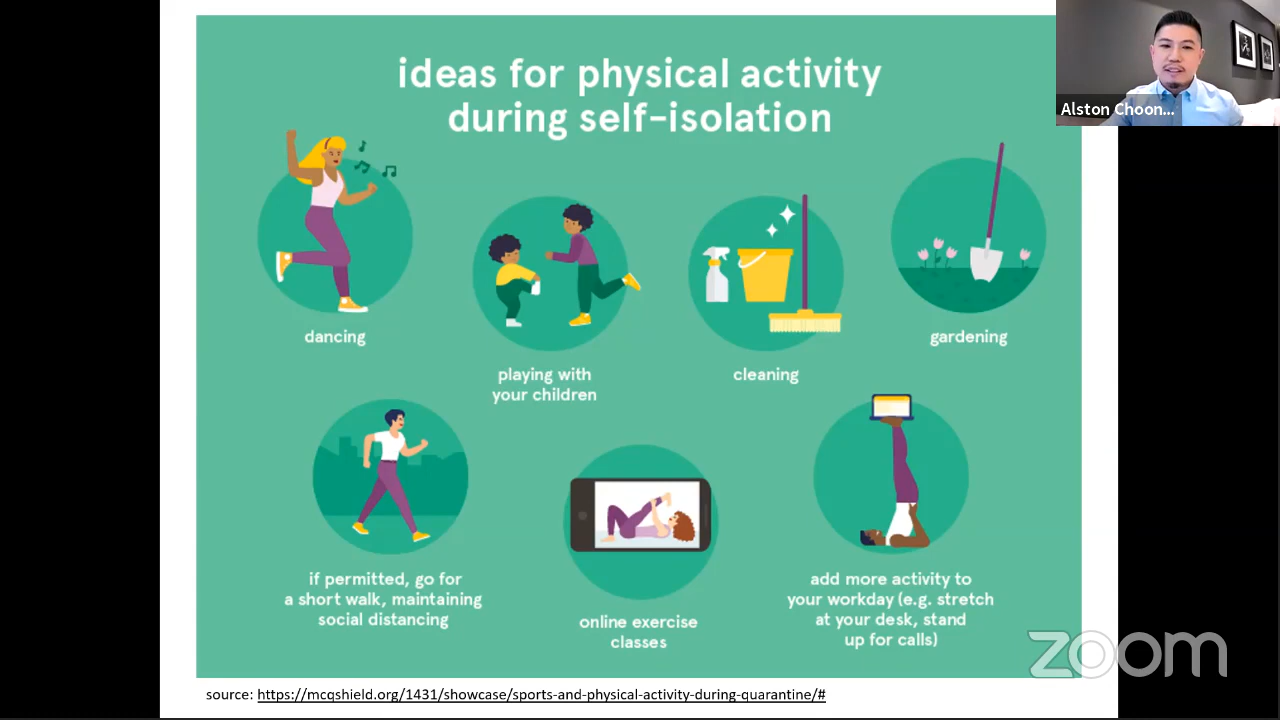 ideas for physical activity
during self-isolation
Alston Choon...
dancing
playing with
your children
cleaning
gardening
if permitted, go for
a short walk, maintaining
social distancing
online exercise
classes
add more activity to
your workday (e.g. stretch
at your desk, stand
up for calls)
zoom
source: https://mcqshield.org/1431/showcase/sports-and-physical-activity-during-quarantine/#